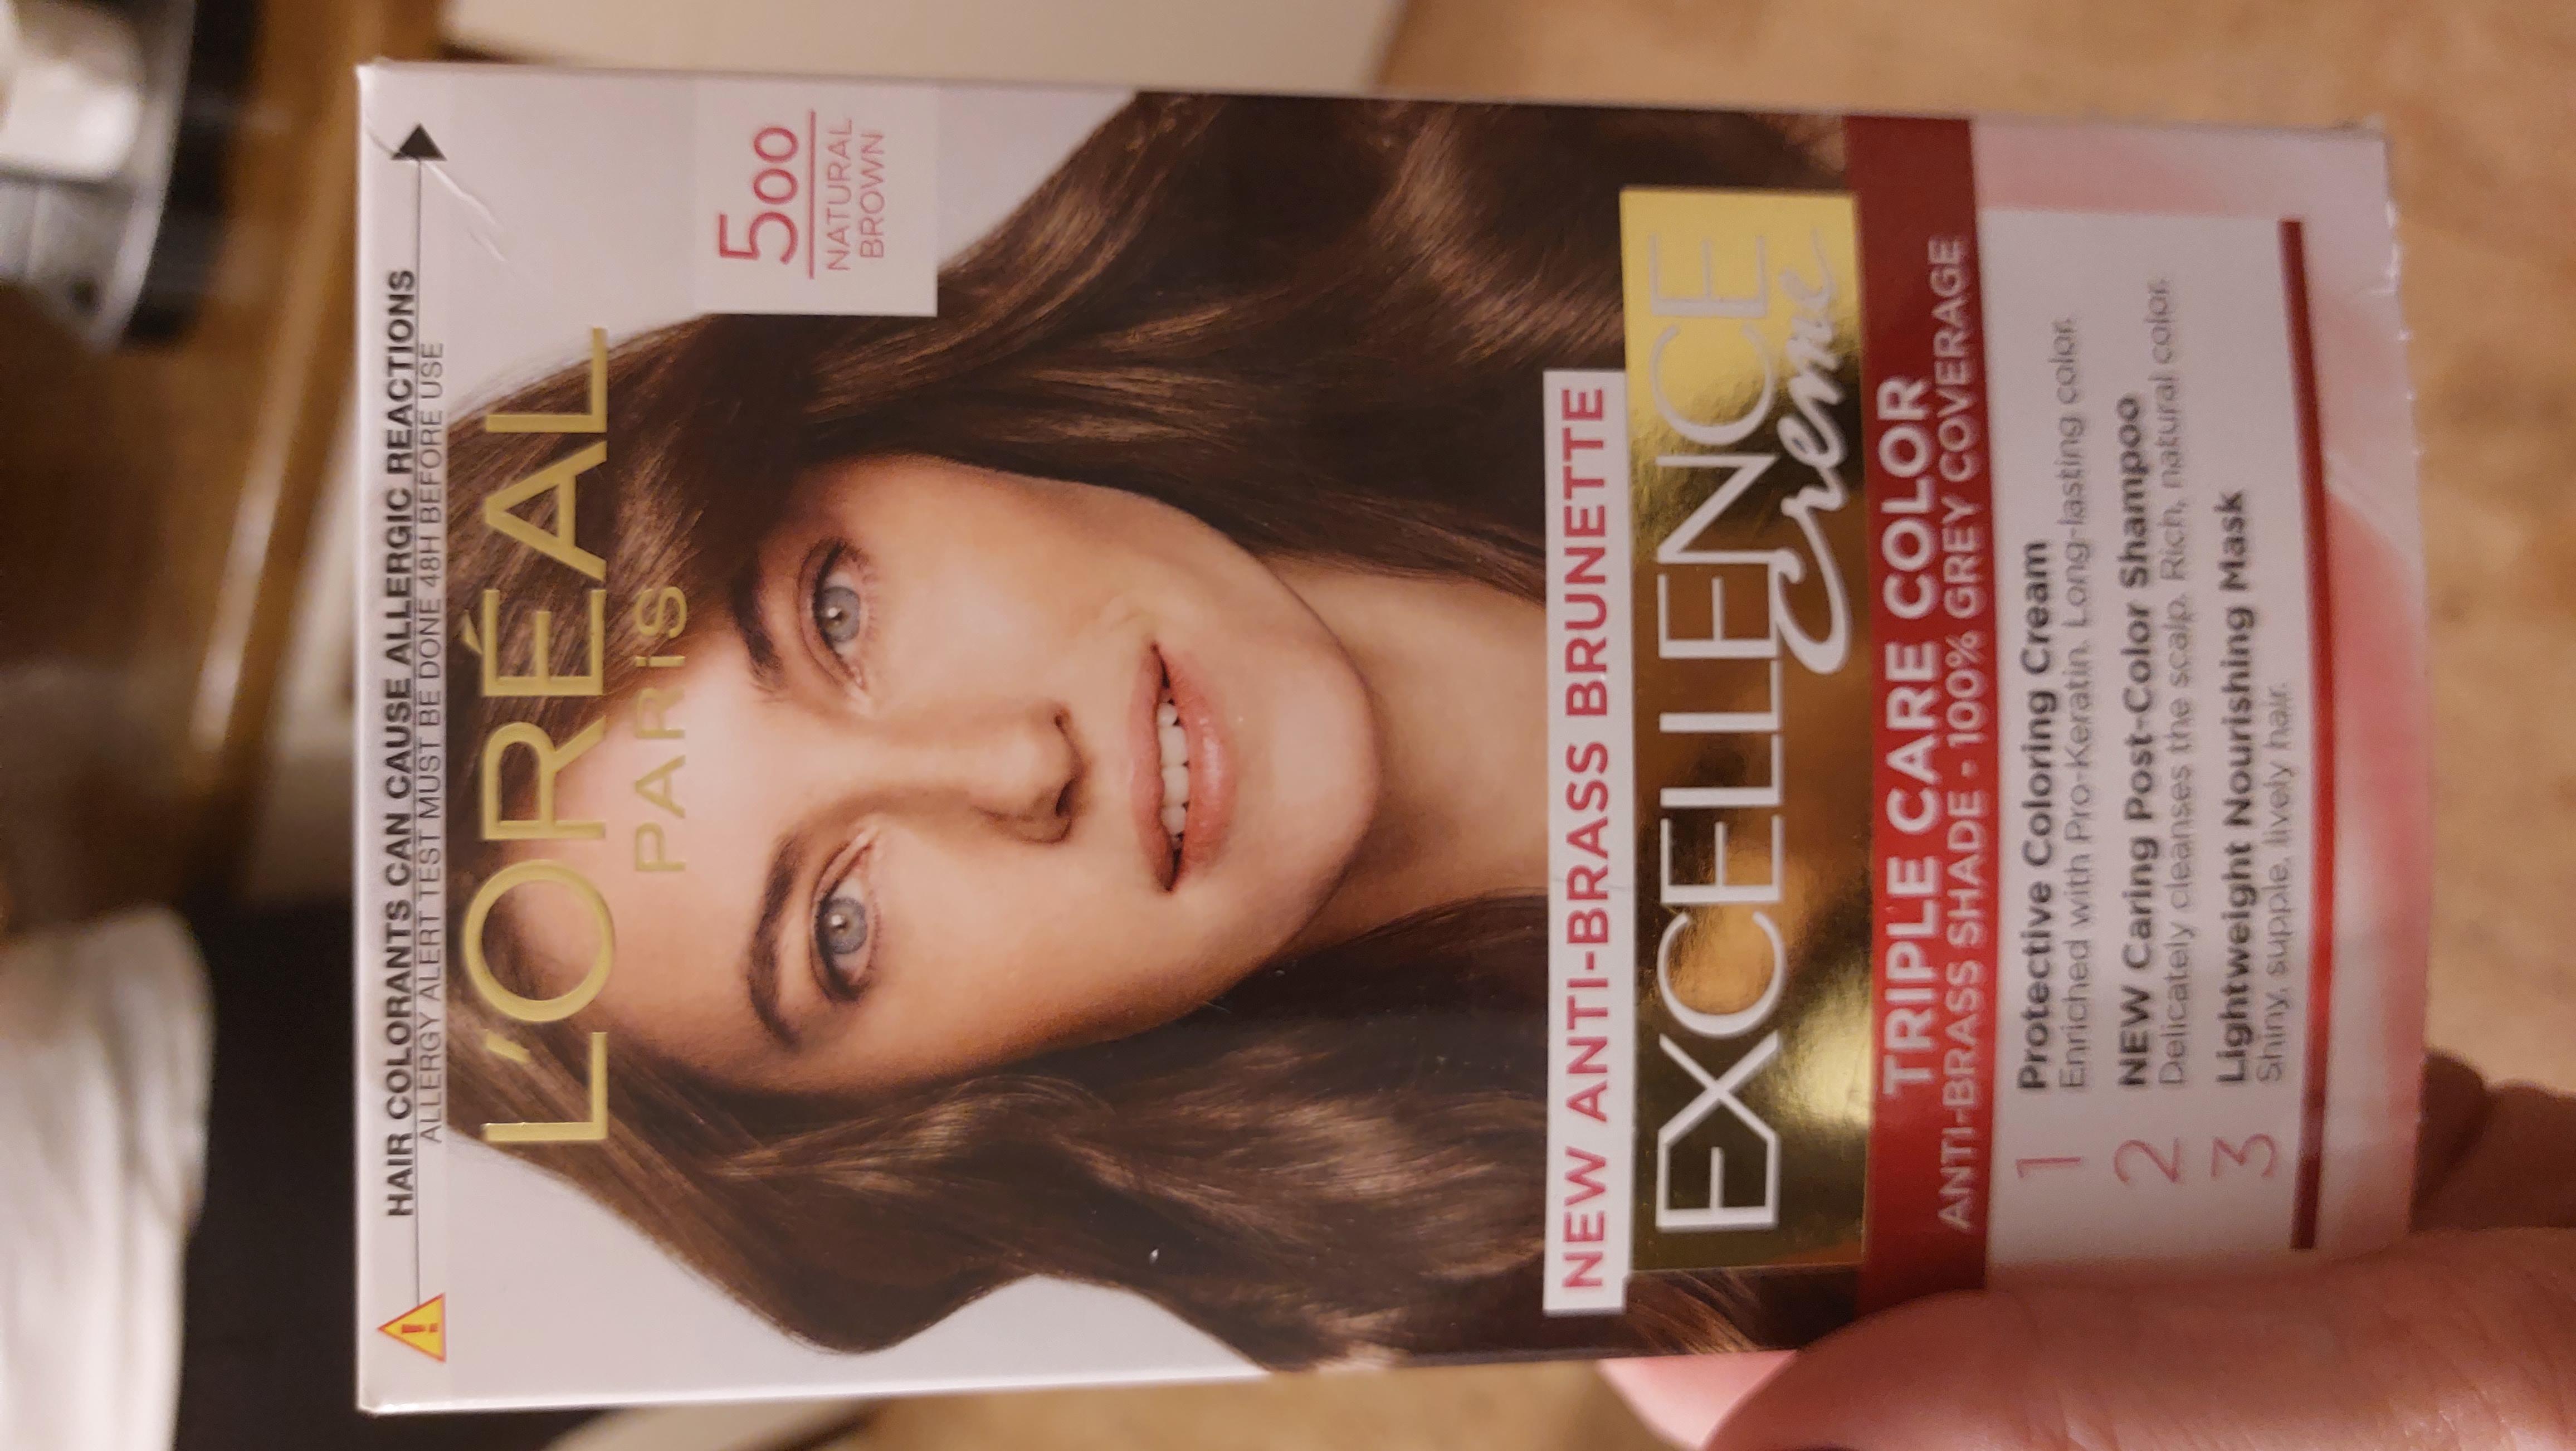 HAIR COLORANTS CAN CAUSE ALLERGIC REACTIONS
ALLERGY ALERT TEST MUST BE DONE 48H BEFORE USE
L'ORÉAL
PARiS
500
NATURAL
BROWN
NEW ANTI-BRASS BRUNETTE
EXCELLENCE
Creme
TRIPLE CARE COLOR
ANTI-BRASS SHADE - 100% GREY COVERAGE
1 Protective Coloring Cream
Enriched with Pro-Keratin. Long-lasting color.
2 NEW Caring Post-Color Shampoo
Delicately cleanses the scalp. Rich, natural color.
3 Lightweight Nourishing Mask
Shiny, supple, lively hair.